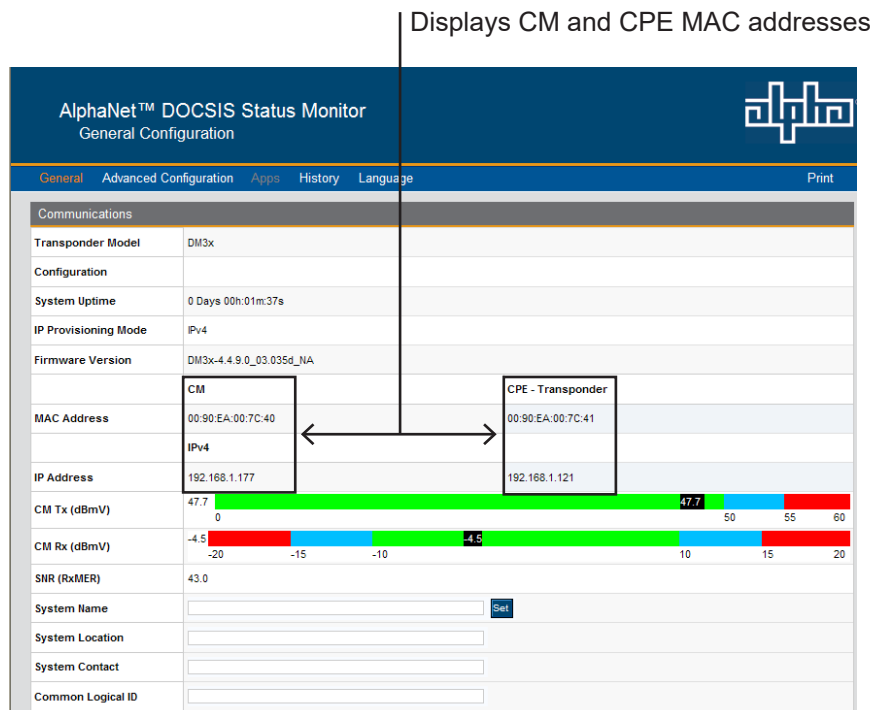 Displays CM and CPE MAC addresses
AlphaNet™ DOCSIS Status Monitor
General Configuration
alpha
General Advanced Configuration Apps History Language Print
Communications
Transponder Model DM3x
Configuration
System Uptime 0 Days 00h:01m:37s
IP Provisioning Mode IPv4
Firmware Version DM3x-4.4.9.0_03.035d_NA
CM CPE - Transponder
MAC Address 00:90:EA:00:7C:40 00:90:EA:00:7C:41
IPv4
IP Address 192.168.1.177 192.168.1.121
CM Tx (dBmV) 47.7 47.7
0 50 55 60
CM Rx (dBmV) -4.5 -4.5
-20 -15 -10 10 15 20
SNR (RxMER) 43.0
System Name Set
System Location
System Contact
Common Logical ID